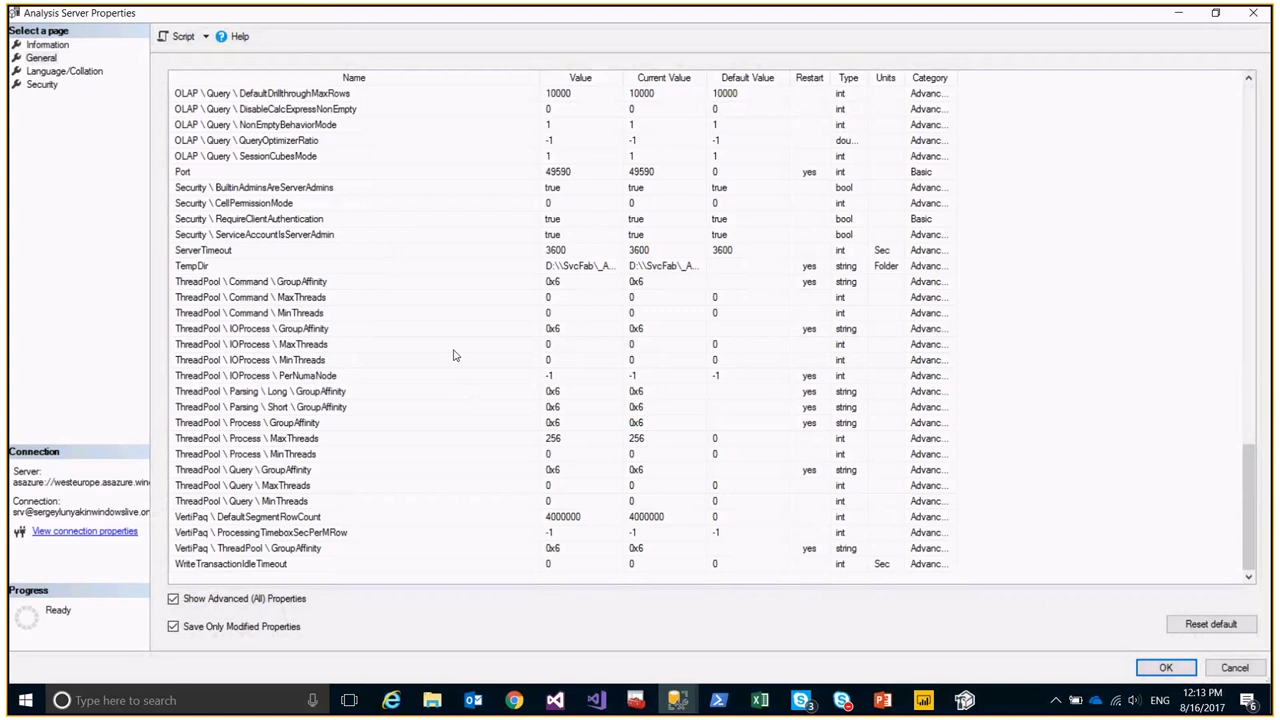 Analysis Server Properties
Select a page
Information
General
Language/Collation
Security
Script Help
Name Value Current Value Default Value Restart Type Units Category
OLAP \ Query \ DefaultDrillthroughMaxRows 10000 10000 10000 int Advanc...
OLAP \ Query \ DisableCalcExpressNonEmpty 0 0 0 int Advanc...
OLAP \ Query \ NonEmptyBehaviorMode 1 1 1 int Advanc...
OLAP \ Query \ QueryOptimizerRatio -1 -1 -1 dou... Advanc...
OLAP \ Query \ SessionCubesMode 1 1 1 int Advanc...
Port 49590 49590 0 yes int Basic
Security \ BuiltinAdminsAreServerAdmins true true true bool Advanc...
Security \ CellPermissionMode 0 0 0 int Advanc...
Security \ RequireClientAuthentication true true true bool Basic
Security \ ServiceAccountIsServerAdmin true true true bool Advanc...
ServerTimeout 3600 3600 3600 int Sec Advanc...
TempDir D:\\SvcFab\_A... D:\\SvcFab\_A... yes string Folder Advanc...
ThreadPool \ Command \ GroupAffinity 0x6 0x6 yes string Advanc...
ThreadPool \ Command \ MaxThreads 0 0 0 int Advanc...
ThreadPool \ Command \ MinThreads 0 0 0 int Advanc...
ThreadPool \ IOProcess \ GroupAffinity 0x6 0x6 yes string Advanc...
ThreadPool \ IOProcess \ MaxThreads 0 0 0 int Advanc...
ThreadPool \ IOProcess \ MinThreads 0 0 0 int Advanc...
ThreadPool \ IOProcess \ PerNumaNode -1 -1 -1 yes int Advanc...
ThreadPool \ Parsing \ Long \ GroupAffinity 0x6 0x6 yes string Advanc...
ThreadPool \ Parsing \ Short \ GroupAffinity 0x6 0x6 yes string Advanc...
ThreadPool \ Process \ GroupAffinity 0x6 0x6 yes string Advanc...
ThreadPool \ Process \ MaxThreads 256 256 0 int Advanc...
ThreadPool \ Process \ MinThreads 0 0 0 int Advanc...
ThreadPool \ Query \ GroupAffinity 0x6 0x6 yes string Advanc...
ThreadPool \ Query \ MaxThreads 0 0 0 int Advanc...
ThreadPool \ Query \ MinThreads 0 0 0 int Advanc...
VertiPaq \ DefaultSegmentRowCount 4000000 4000000 0 int Advanc...
VertiPaq \ ProcessingTimeboxSecPerMRow -1 -1 -1 int Advanc...
VertiPaq \ ThreadPool \ GroupAffinity 0x6 0x6 yes string Advanc...
WriteTransactionIdleTimeout 0 0 0 int Sec Advanc...
Connection
Server:
asazure://westeurope.asazure.win
Connection:
srv@sergeylunyakinwindowslive.on
View connection properties
Progress
Ready
Show Advanced (All) Properties
Save Only Modified Properties
Reset default
OK Cancel
Type here to search
3
ENG
12:13 PM
8/16/2017
6